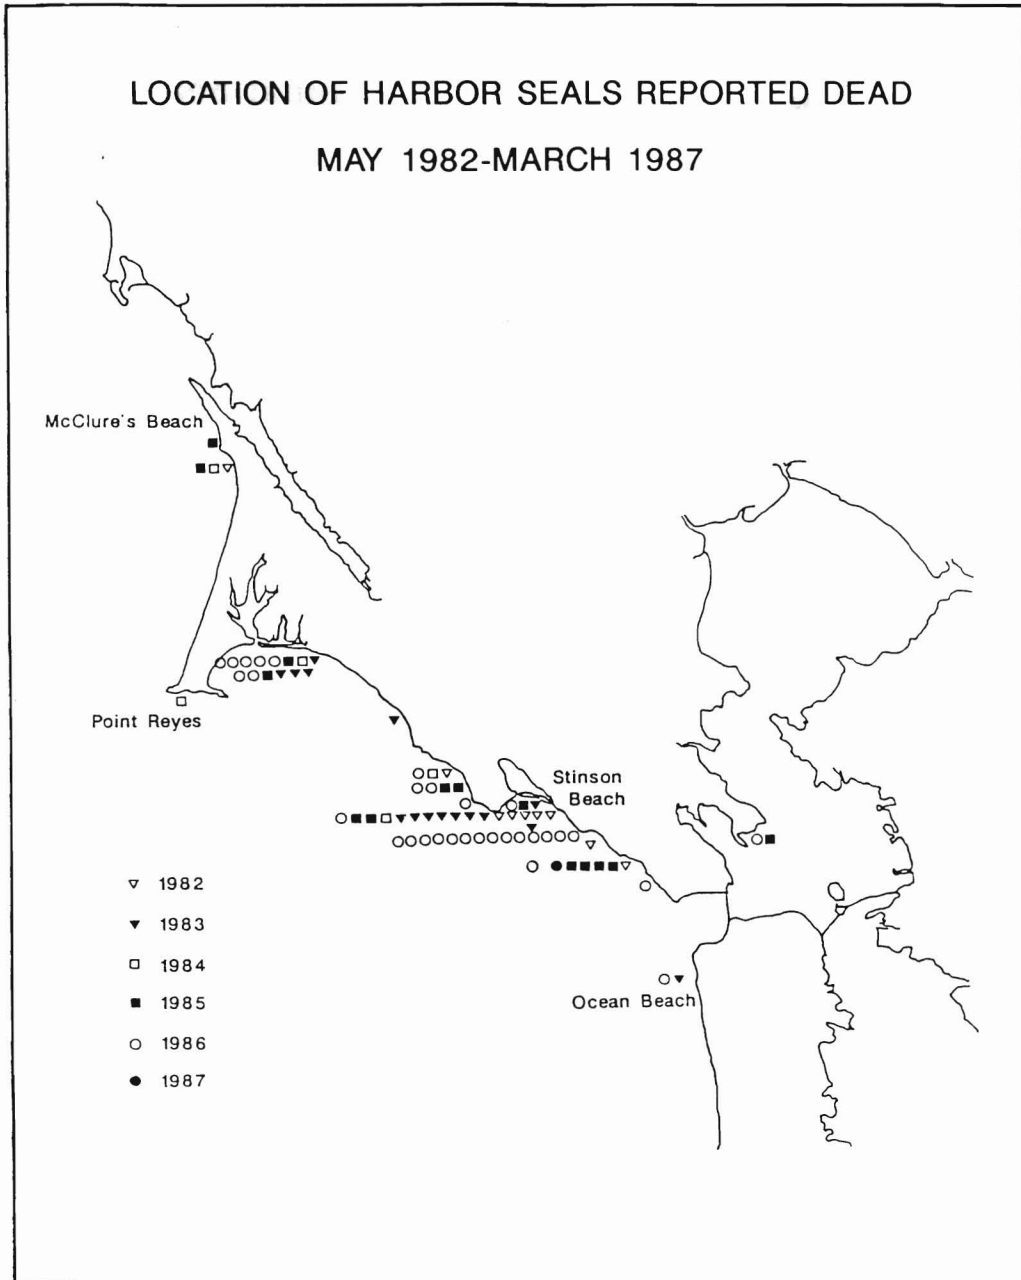 LOCATION OF HARBOR SEALS REPORTED DEAD
MAY 1982-MARCH 1987
McClure's Beach
Point Reyes
Stinson
Beach
1982
1983
1984
1985
1986
1987
Ocean Beach